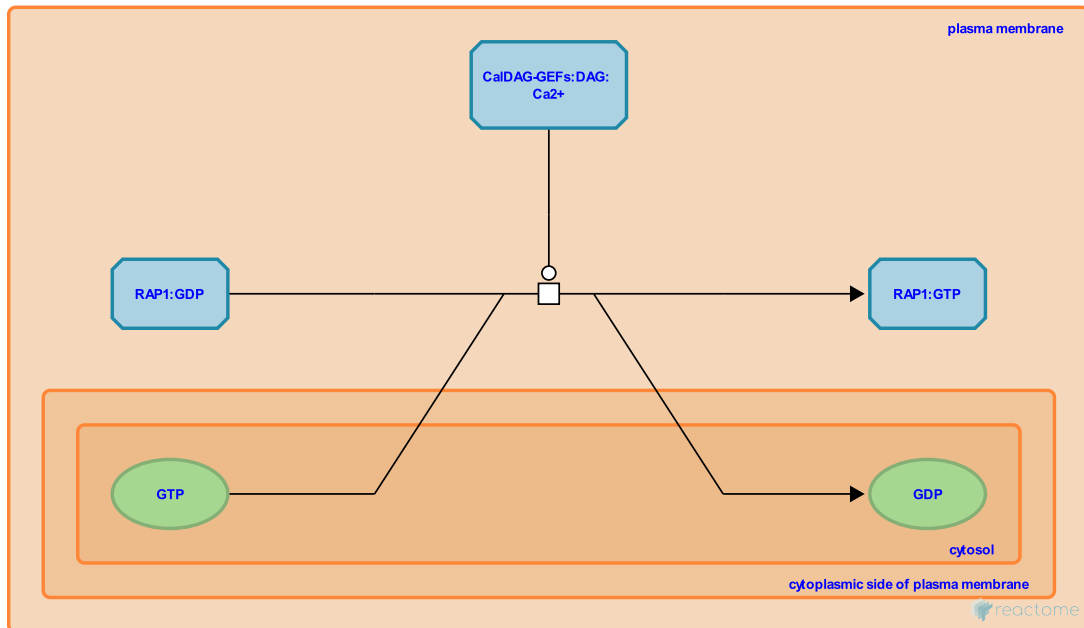 plasma membrane
CalDAG-GEFs:DAG:
Ca2+
RAP1:GDP
RAP1:GTP
GTP
GDP
cytosol
cytoplasmic side of plasma membrane
reactome